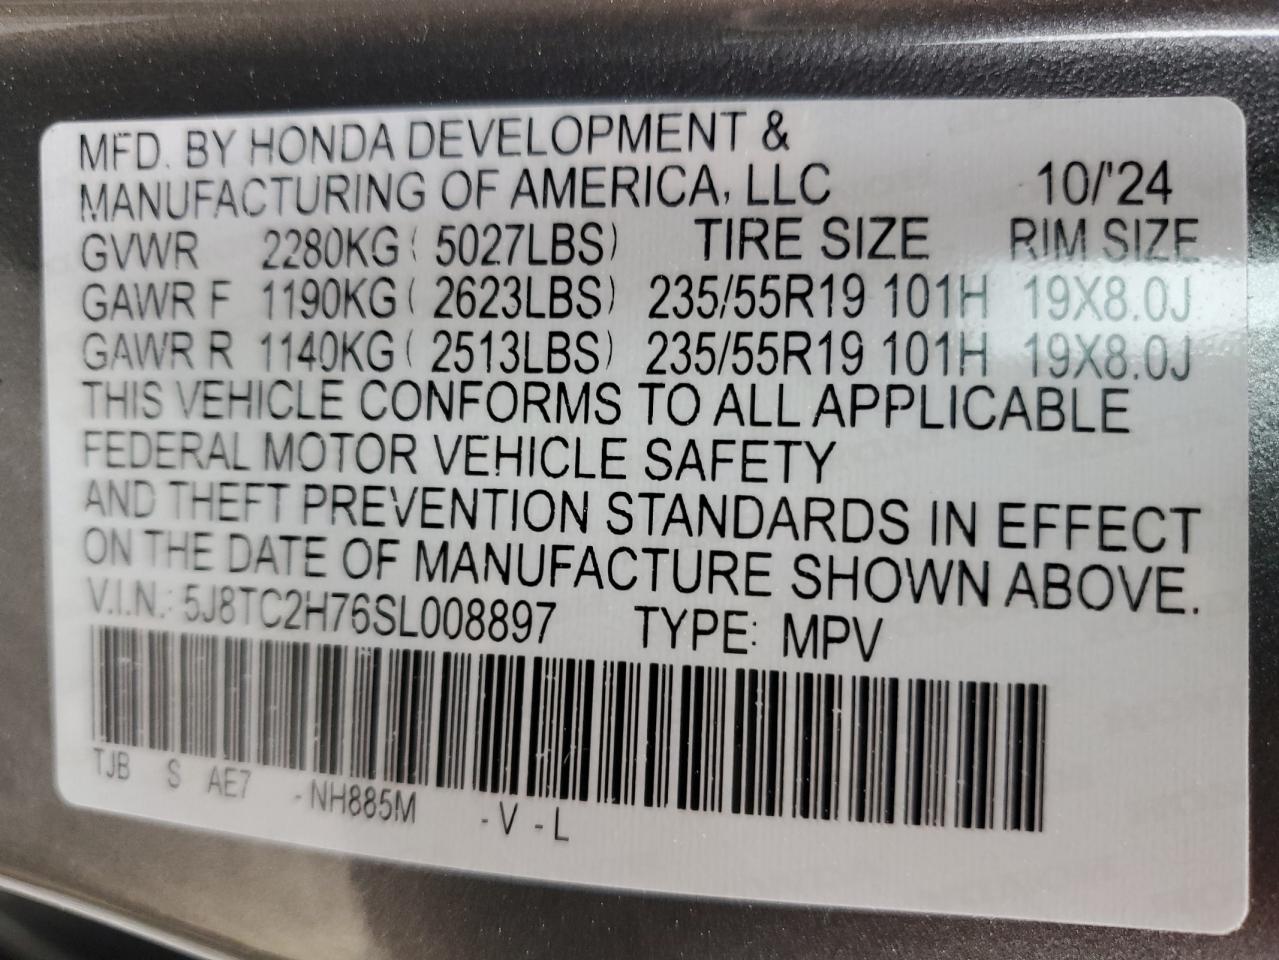 MFD. BY HONDA DEVELOPMENT &
MANUFACTURING OF AMERICA, LLC 10/'24
GVWR 2280KG ( 5027LBS) TIRE SIZE RIM SIZE
GAWR F 1190KG ( 2623LBS) 235/55R19 101H 19X8.0J
GAWR R 1140KG ( 2513LBS) 235/55R19 101H 19X8.0J
THIS VEHICLE CONFORMS TO ALL APPLICABLE
FEDERAL MOTOR VEHICLE SAFETY
AND THEFT PREVENTION STANDARDS IN EFFECT
ON THE DATE OF MANUFACTURE SHOWN ABOVE.
V.I.N.: 5J8TC2H76SL008897 TYPE: MPV
TJB S AE7 -NH885M -V -L